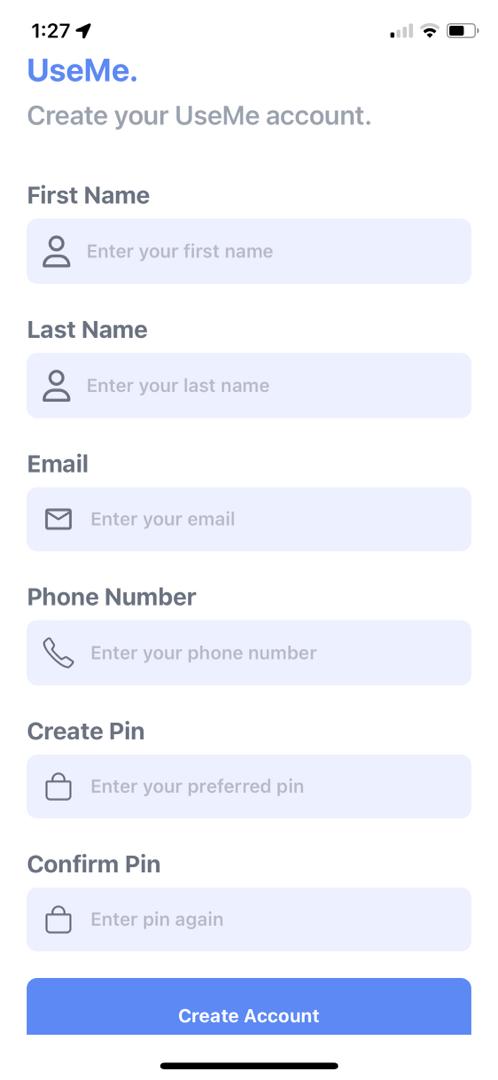 1:27
UseMe.
Create your UseMe account.
First Name
Enter your first name
Last Name
Enter your last name
Email
Enter your email
Phone Number
Enter your phone number
Create Pin
Enter your preferred pin
Confirm Pin
Enter pin again
Create Account